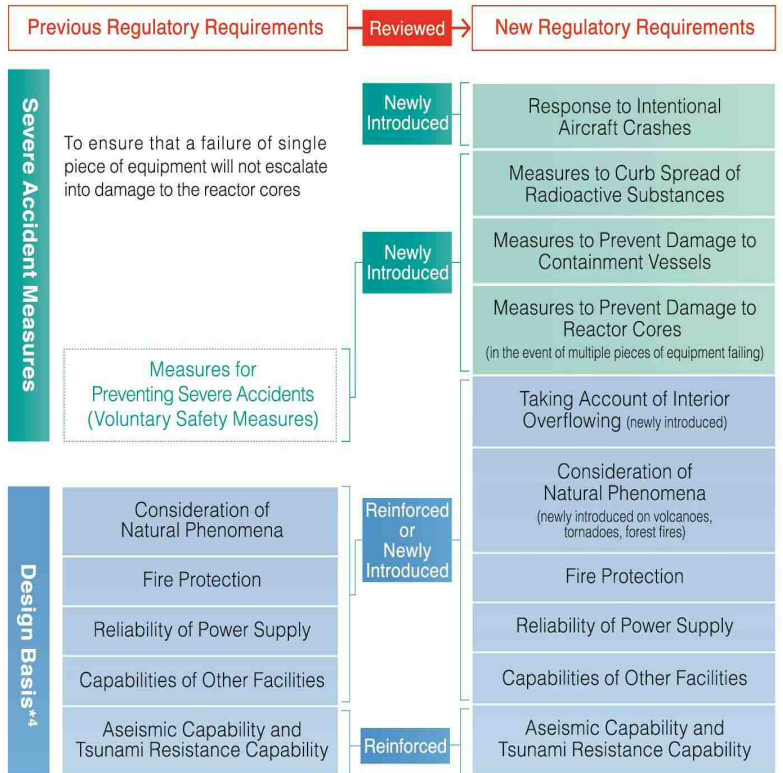 Previous Regulatory Requirements
Reviewed
New Regulatory Requirements
Severe Accident Measures
To ensure that a failure of single
piece of equipment will not escalate
into damage to the reactor cores
Measures for
Preventing Severe Accidents
(Voluntary Safety Measures)
Newly
Introduced
Response to Intentional
Aircraft Crashes
Newly
Introduced
Measures to Curb Spread of
Radioactive Substances
Measures to Prevent Damage to
Containment Vessels
Measures to Prevent Damage to
Reactor Cores
(in the event of multiple pieces of equipment failing)
Design Basis*4
Consideration of
Natural Phenomena
Fire Protection
Reliability of Power Supply
Capabilities of Other Facilities
Aseismic Capability and
Tsunami Resistance Capability
Reinforced
or
Newly
Introduced
Reinforced
Taking Account of Interior
Overflowing (newly introduced)
Consideration of
Natural Phenomena
(newly introduced on volcanoes,
tornadoes, forest fires)
Fire Protection
Reliability of Power Supply
Capabilities of Other Facilities
Aseismic Capability and
Tsunami Resistance Capability